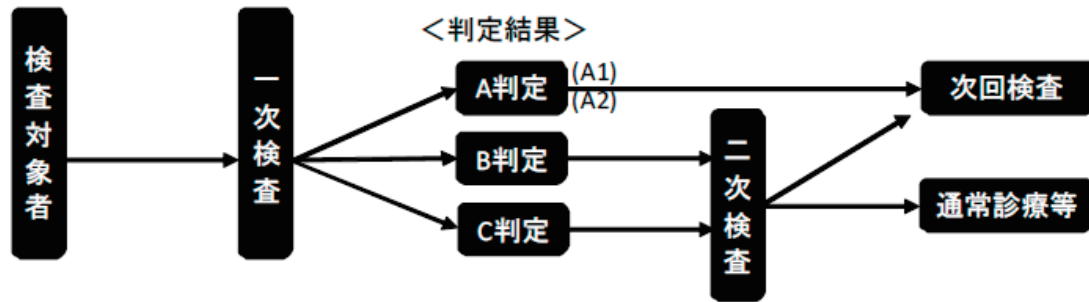 検査対象者
一次検査
＜判定結果＞
A判定
(A1)
(A2)
B判定
C判定
二次検査
次回検査
通常診療等